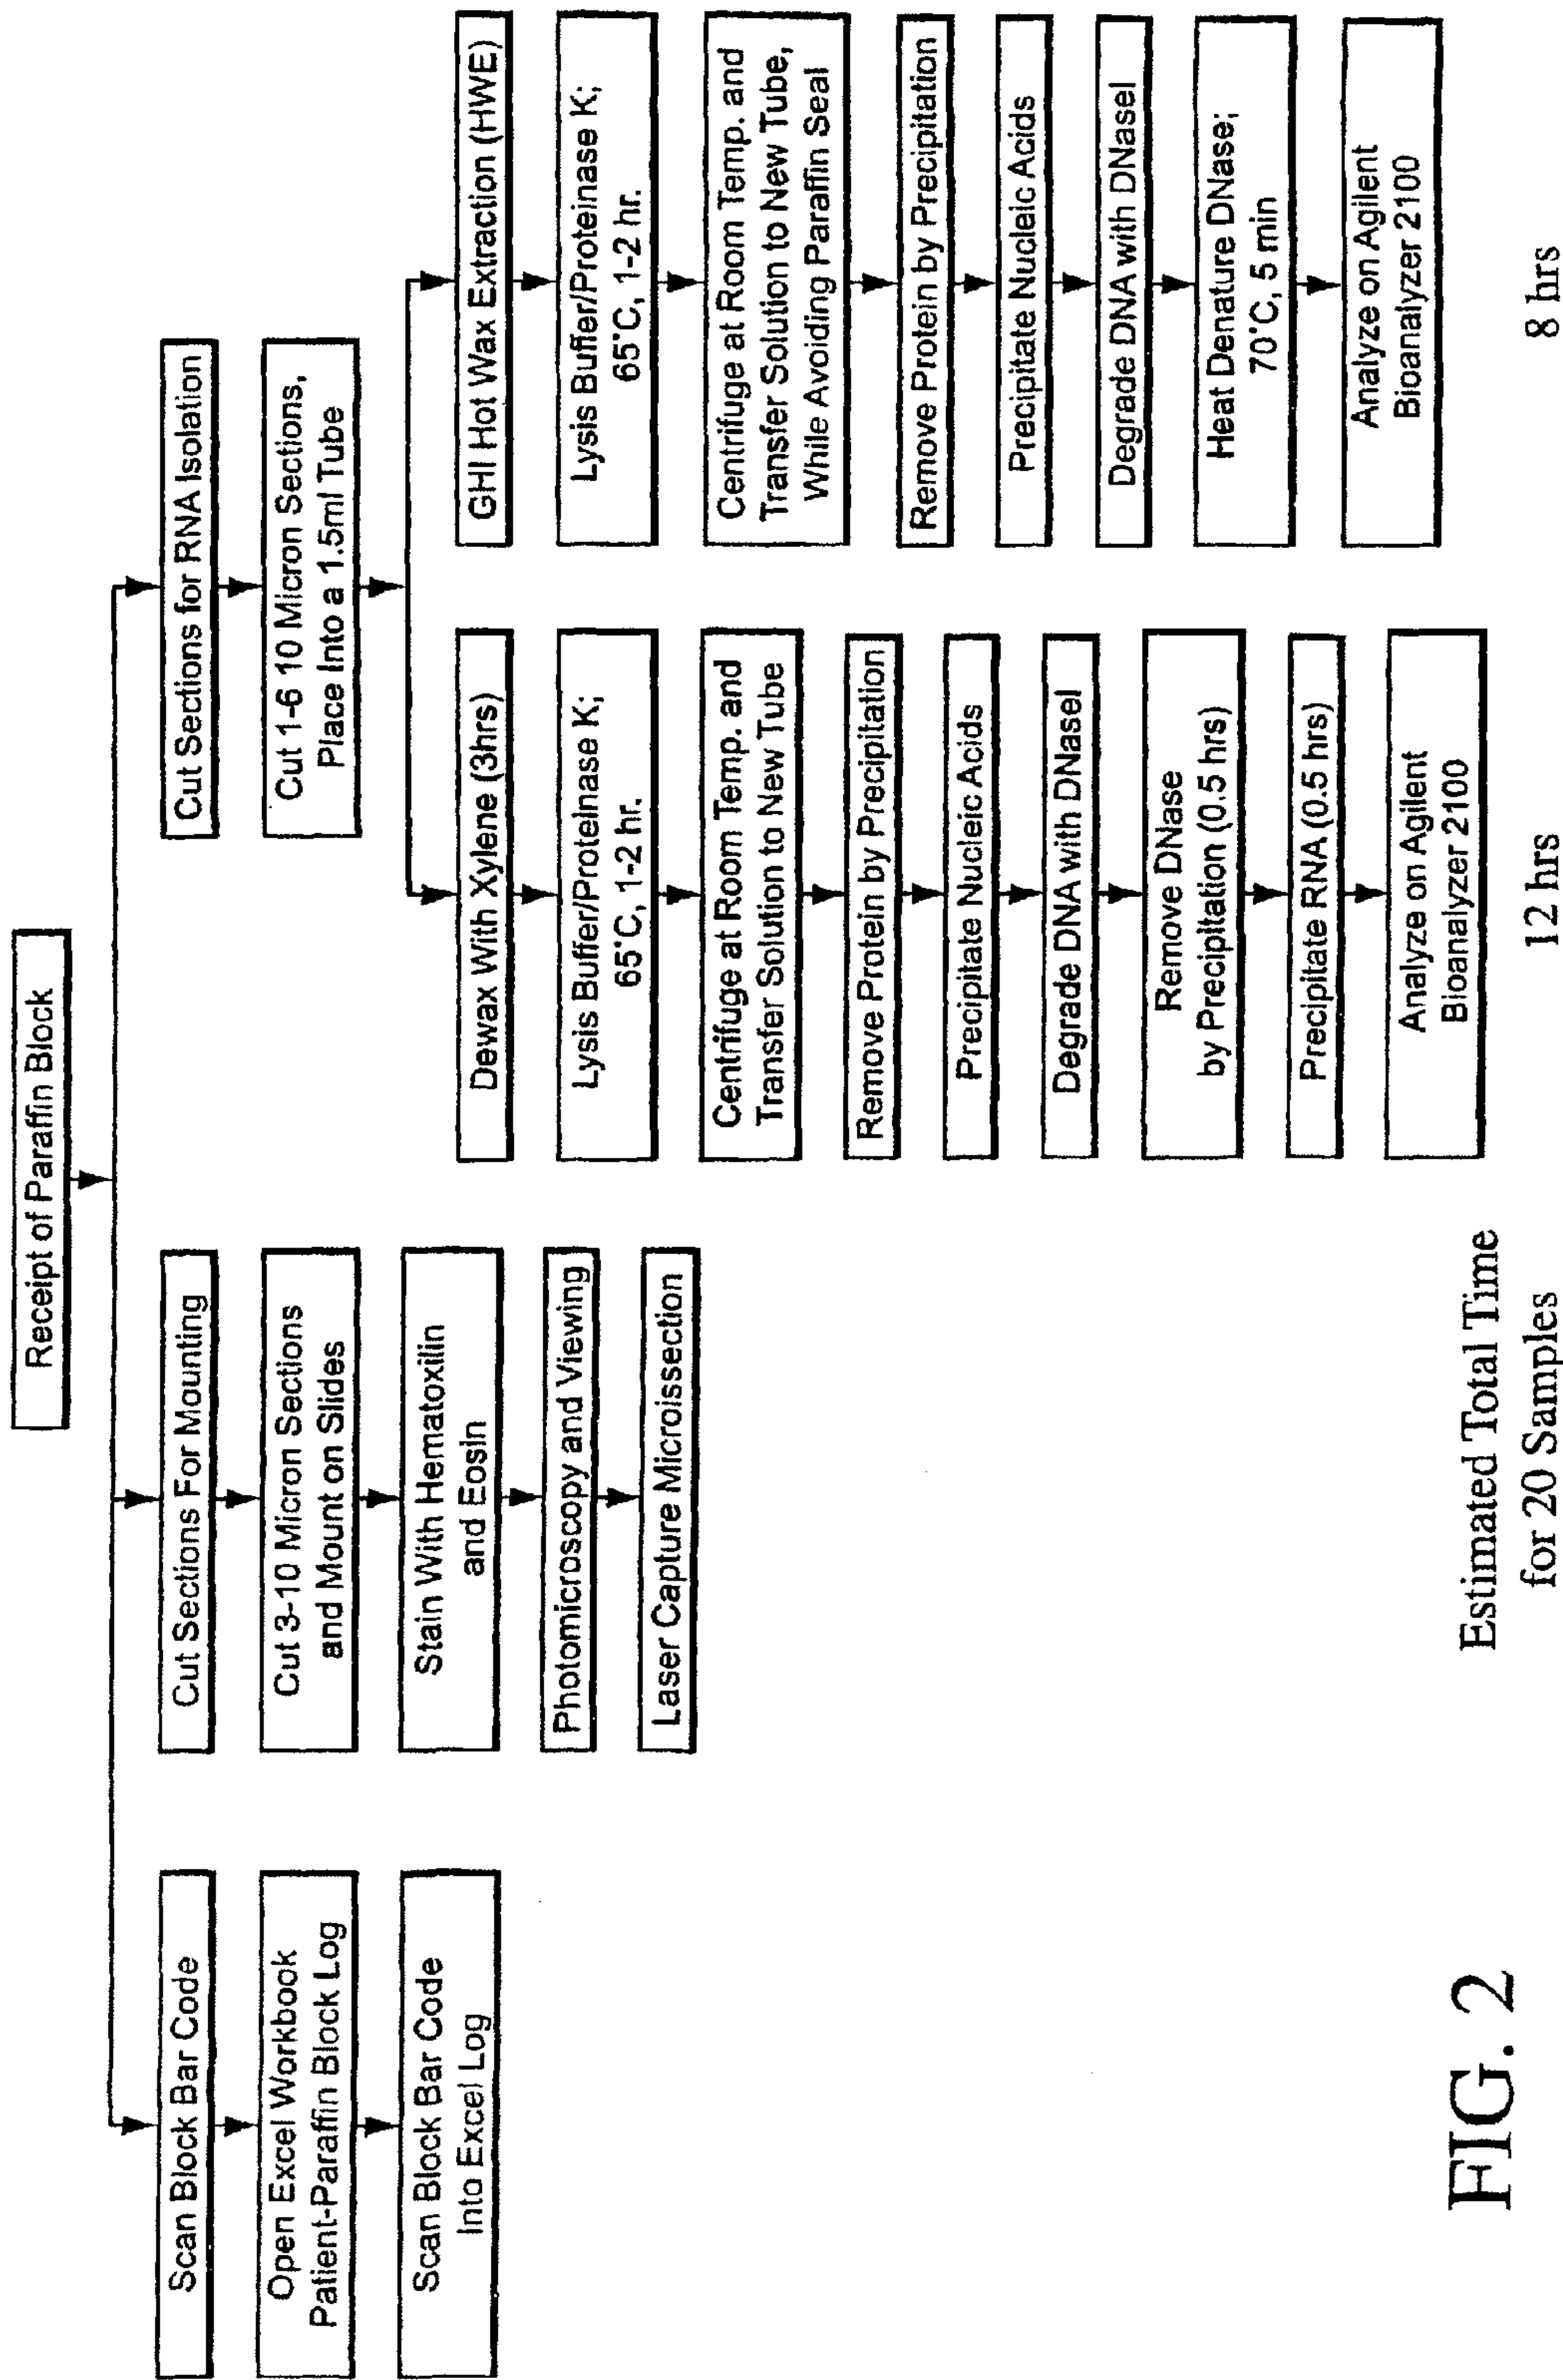 Receipt of Paraffin Block
Scan Block Bar Code
Open Excel Workbook
Patient-Paraffin Block Log
Scan Block Bar Code
Into Excel Log
Cut Sections For Mounting
Cut 3-10 Micron Sections
and Mount on Slides
Stain With Hematoxilin
and Eosin
Photomicroscopy and Viewing
Laser Capture Microissection
Cut Sections for RNA Isolation
Cut 1-6 10 Micron Sections,
Place Into a 1.5ml Tube
Dewax With Xylene (3hrs)
Lysis Buffer/Proteinase K;
65°C, 1-2 hr.
Centrifuge at Room Temp. and
Transfer Solution to New Tube
Remove Protein by Precipitation
Precipitate Nucleic Acids
Degrade DNA with DNaseI
Remove DNase
by Precipitation (0.5 hrs)
Precipitate RNA (0.5 hrs)
Analyze on Agilent
Bioanalyzer 2100
GHI Hot Wax Extraction (HWE)
Lysis Buffer/Proteinase K;
65°C, 1-2 hr.
Centrifuge at Room Temp. and
Transfer Solution to New Tube,
While Avoiding Paraffin Seal
Remove Protein by Precipitation
Precipitate Nucleic Acids
Degrade DNA with DNaseI
Heat Denature DNase;
70°C, 5 min
Analyze on Agilent
Bioanalyzer 2100
Estimated Total Time
for 20 Samples
12 hrs
8 hrs
FIG. 2